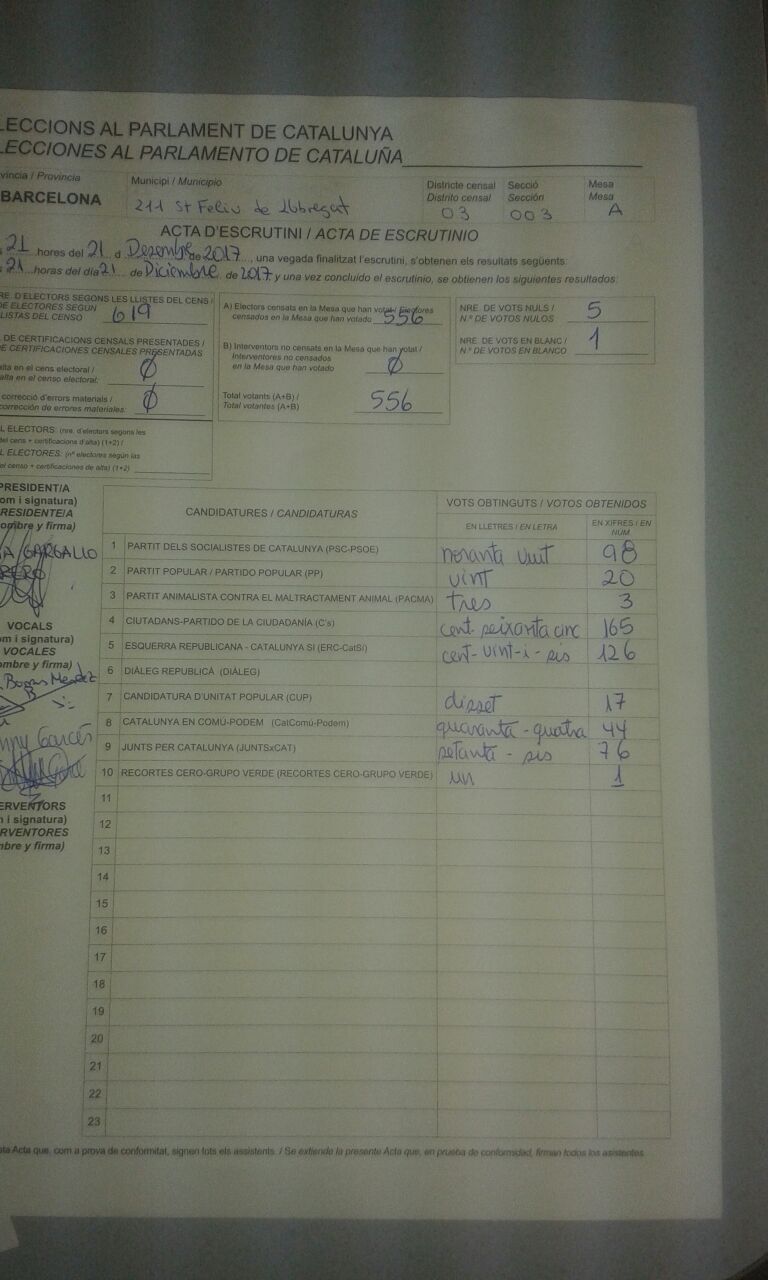 LECCIONS AL PARLAMENT DE CATALUNYA
LECCIONES AL PARLAMENTO DE CATALUÑA
víncia / Provincia
BARCELONA
Municipi / Municipio
211 St Feliu de Llobregat
Districte censal
Distrito censal
03
Secció
Sección
003
Mesa
Mesa
A
ACTA D'ESCRUTINI / ACTA DE ESCRUTINIO
21 hores del 21 d Desembre de 2017, una vegada finalitzat l'escrutini, s'obtenen els resultats següents:
21 horas del día 21 de Diciembre de 2017 y una vez concluido el escrutinio, se obtienen los siguientes resultados:
RE. D'ELECTORS SEGONS LES LLISTES DEL CENS /
DE ELECTORES SEGUN
LISTAS DEL CENSO
619
DE CERTIFICACIONS CENSALS PRESENTADES /
DE CERTIFICACIONES CENSALES PRESENTADAS
lta en el cens electoral /
alta en el censo electoral:
0
correcció d'errors materials /
corrección de errores materiales:
0
L ELECTORS: (nre. d'electors segons les
del cens + certificacions d'alta) (1+2) /
L ELECTORES: (nº electores según las
el censo + certificaciones de alta) (1+2)
A) Electors censats en la Mesa que han votat / Electores
censados en la Mesa que han votado
556
B) Interventors no censats en la Mesa que han votat /
Interventores no censados
en la Mesa que han votado
0
Total votants (A+B) /
Total votantes (A+B)
556
NRE. DE VOTS NULS /
N.º DE VOTOS NULOS
5
NRE. DE VOTS EN BLANC /
N.º DE VOTOS EN BLANCO
1
PRESIDENT/A
om i signatura)
PRESIDENTE/A
ombre y firma)
GARGALLO
VOCALS
m i signatura)
VOCALES
ombre y firma)
Garcés
ERVENTORS
m i signatura)
RVENTORES
mbre y firma)
CANDIDATURES / CANDIDATURAS
VOTS OBTINGUTS / VOTOS OBTENIDOS
EN LLETRES / EN LETRA
EN XIFRES / EN NÚM
1 PARTIT DELS SOCIALISTES DE CATALUNYA (PSC-PSOE) noranta vuit 98
2 PARTIT POPULAR / PARTIDO POPULAR (PP) vint 20
3 PARTIT ANIMALISTA CONTRA EL MALTRACTAMENT ANIMAL (PACMA) tres 3
4 CIUTADANS-PARTIDO DE LA CIUDADANÍA (C's) cent seixanta cinc 165
5 ESQUERRA REPUBLICANA - CATALUNYA SI (ERC-CatSí) cent-vint-i-sis 126
6 DIÀLEG REPUBLICÀ (DIÀLEG)
7 CANDIDATURA D'UNITAT POPULAR (CUP) disset 17
8 CATALUNYA EN COMÚ-PODEM (CatComú-Podem) quaranta-quatra 44
9 JUNTS PER CATALUNYA (JUNTSxCAT) setanta-sis 76
10 RECORTES CERO-GRUPO VERDE (RECORTES CERO-GRUPO VERDE) un 1
11
12
13
14
15
16
17
18
19
20
21
22
23
ta Acta que, com a prova de conformitat, signen tots els assistents. / Se extiende la presente Acta que, en prueba de conformidad, firman todos los asistentes.